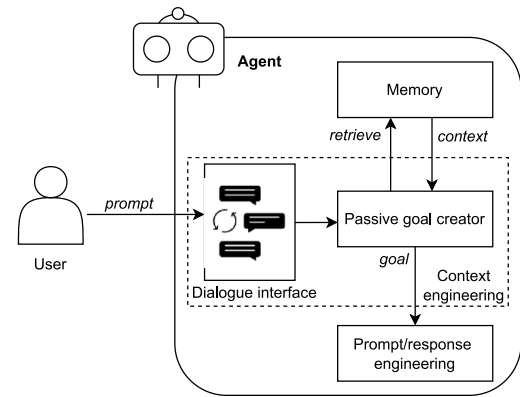 Agent
Memory
retrieve
context
prompt
Passive goal creator
User
goal
Dialogue interface
Context
engineering
Prompt/response
engineering